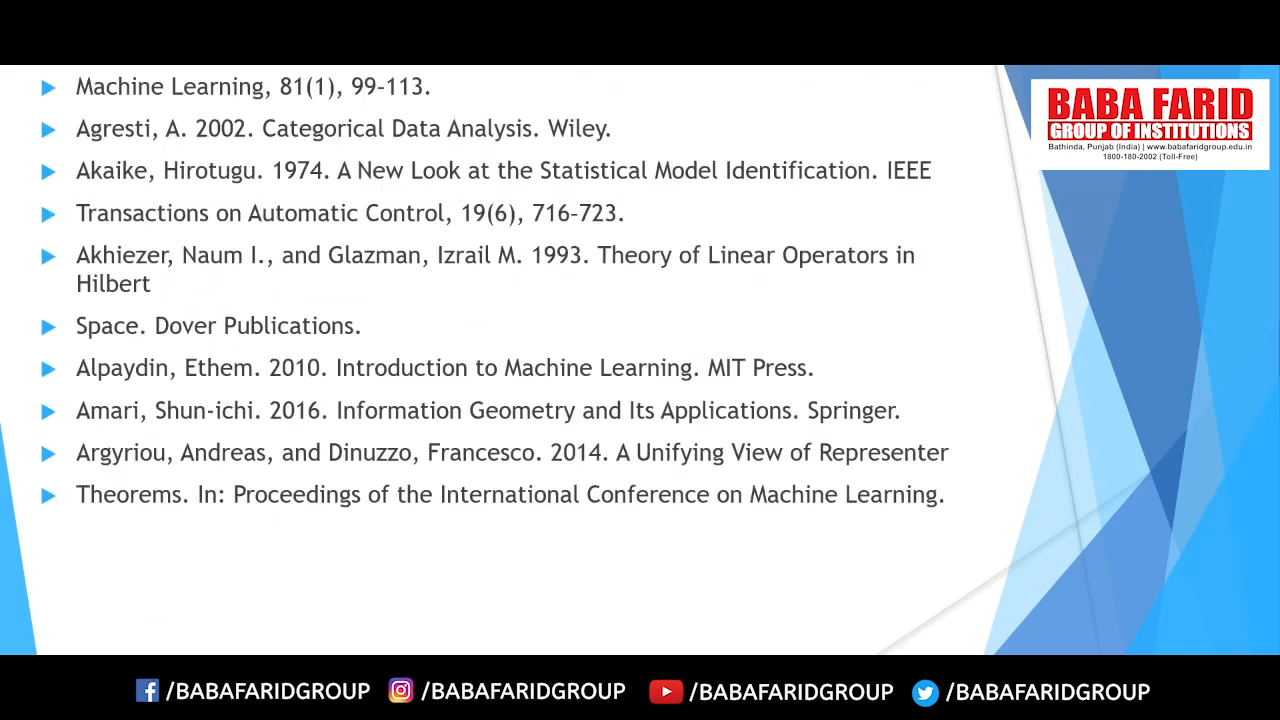 Machine Learning, 81(1), 99–113.
Agresti, A. 2002. Categorical Data Analysis. Wiley.
Akaike, Hirotugu. 1974. A New Look at the Statistical Model Identification. IEEE
Transactions on Automatic Control, 19(6), 716–723.
Akhiezer, Naum I., and Glazman, Izrail M. 1993. Theory of Linear Operators in
Hilbert
Space. Dover Publications.
Alpaydin, Ethem. 2010. Introduction to Machine Learning. MIT Press.
Amari, Shun-ichi. 2016. Information Geometry and Its Applications. Springer.
Argyriou, Andreas, and Dinuzzo, Francesco. 2014. A Unifying View of Representer
Theorems. In: Proceedings of the International Conference on Machine Learning.
BABA FARID
GROUP OF INSTITUTIONS
Bathinda, Punjab (India) | www.babafaridgroup.edu.in
1800-180-2002 (Toll-Free)
/BABAFARIDGROUP /BABAFARIDGROUP /BABAFARIDGROUP /BABAFARIDGROUP